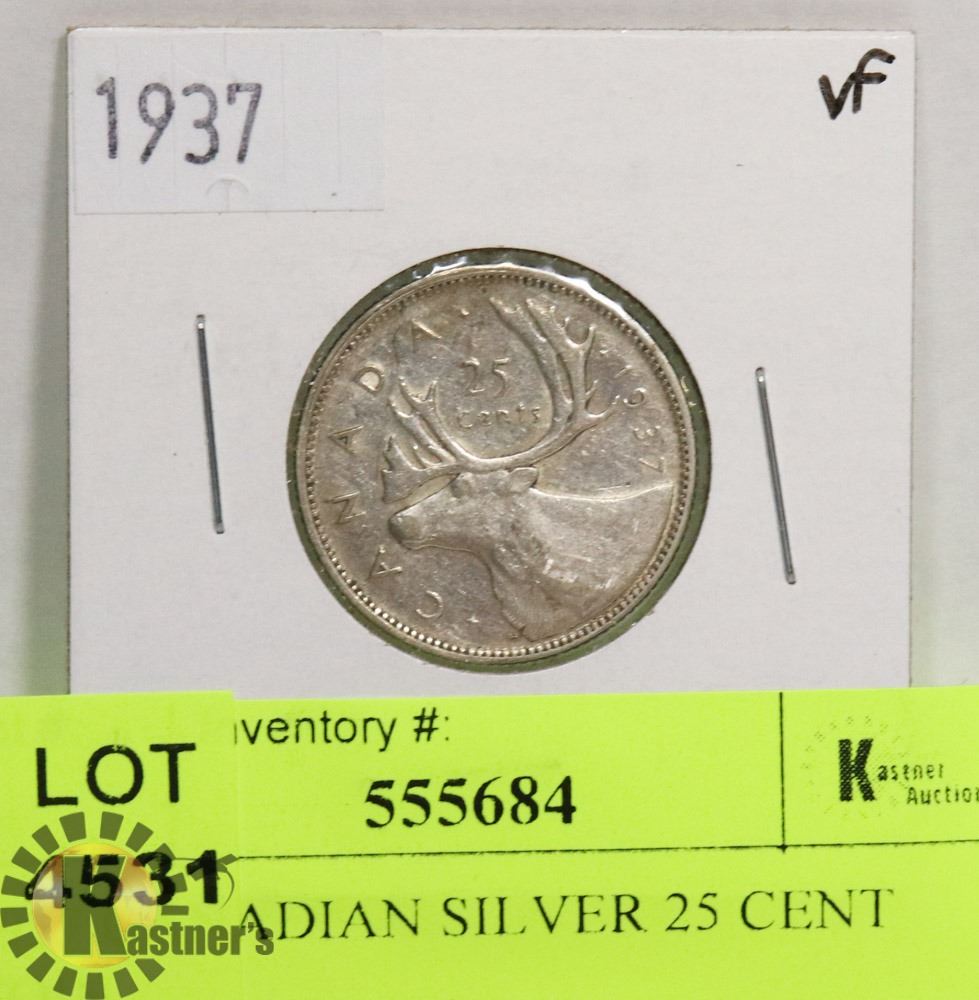 1937
VF
CANADA
25
cents
1937
LOT
4531
nventory #:
555684
Kastner
Auction
ADIAN SILVER 25 CENT
Kastner's